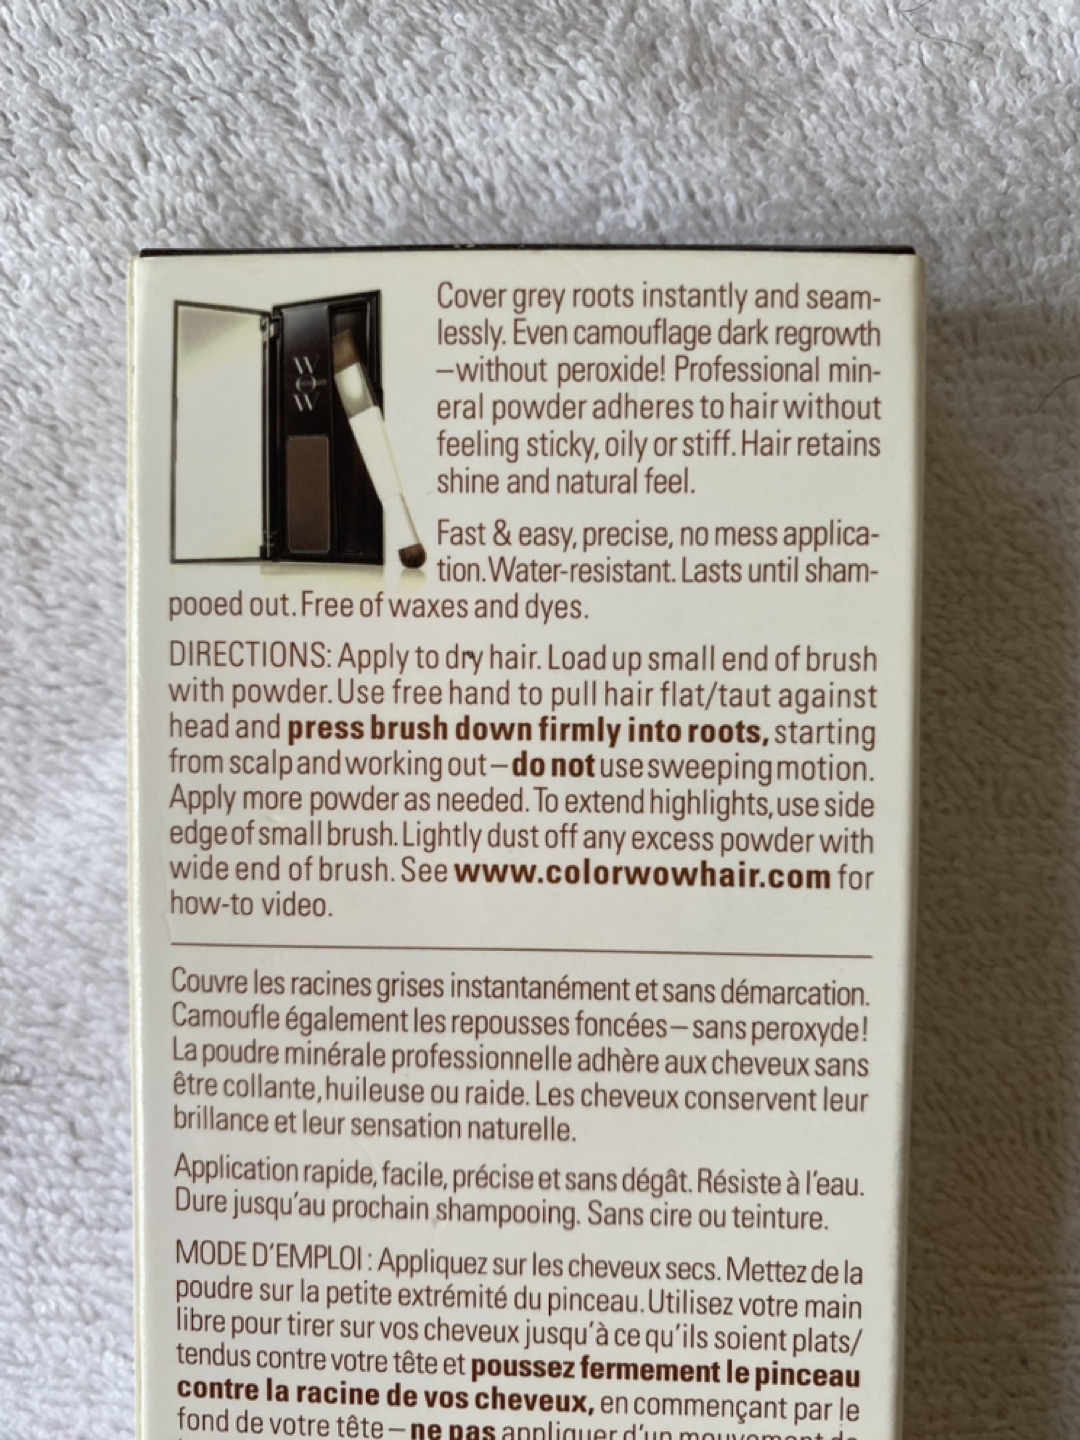 WOW
Cover grey roots instantly and seam-
lessly. Even camouflage dark regrowth
–without peroxide! Professional min-
eral powder adheres to hair without
feeling sticky, oily or stiff. Hair retains
shine and natural feel.
Fast & easy, precise, no mess applica-
tion. Water-resistant. Lasts until sham-
pooed out. Free of waxes and dyes.
DIRECTIONS: Apply to dry hair. Load up small end of brush
with powder. Use free hand to pull hair flat/taut against
head and press brush down firmly into roots, starting
from scalp and working out – do not use sweeping motion.
Apply more powder as needed. To extend highlights, use side
edge of small brush. Lightly dust off any excess powder with
wide end of brush. See www.colorwowhair.com for
how-to video.
Couvre les racines grises instantanément et sans démarcation.
Camoufle également les repousses foncées – sans peroxyde!
La poudre minérale professionnelle adhère aux cheveux sans
être collante, huileuse ou raide. Les cheveux conservent leur
brillance et leur sensation naturelle.
Application rapide, facile, précise et sans dégât. Résiste à l'eau.
Dure jusqu'au prochain shampooing. Sans cire ou teinture.
MODE D'EMPLOI : Appliquez sur les cheveux secs. Mettez de la
poudre sur la petite extrémité du pinceau. Utilisez votre main
libre pour tirer sur vos cheveux jusqu'à ce qu'ils soient plats/
tendus contre votre tête et poussez fermement le pinceau
contre la racine de vos cheveux, en commençant par le
fond de votre tête – ne pas appliquer d'un mouvement de